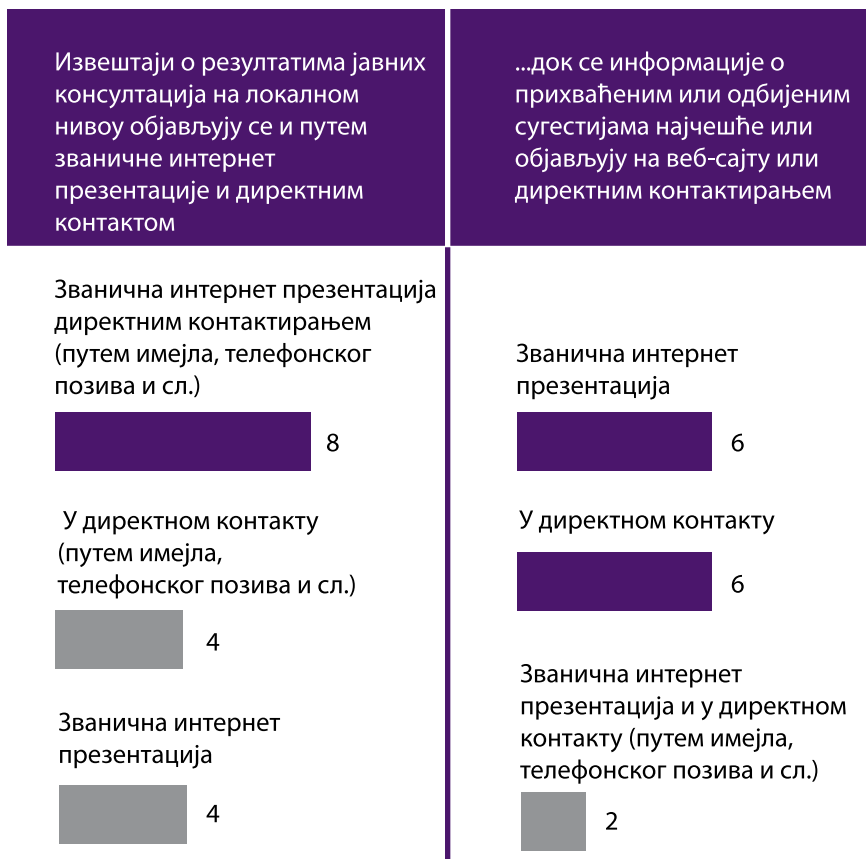 Извештаји о резултатима јавних
консултација на локалном
нивоу објављују се и путем
званичне интернет
презентације и директним
контактом
...док се информације о
прихваћеним или одбијеним
сугестијама најчешће или
објављују на веб-сајту или
директним контактирањем
Званична интернет презентација
директним контактирањем
(путем имејла, телефонског
позива и сл.)
8
У директном контакту
(путем имејла,
телефонског позива и сл.)
4
Званична интернет
презентација
4
Званична интернет
презентација
6
У директном контакту
6
Званична интернет
презентација и у директном
контакту (путем имејла,
телефонског позива и сл.)
2